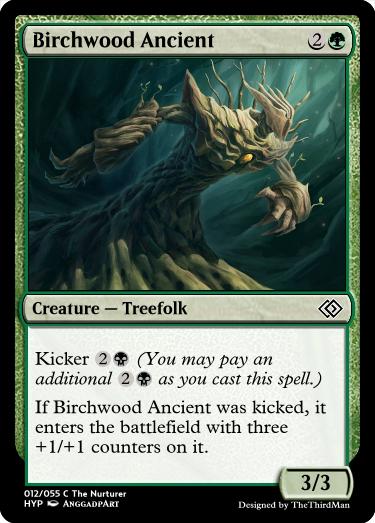 Birchwood Ancient 2
Creature — Treefolk
Kicker 2 (You may pay an
additional 2 as you cast this spell.)
If Birchwood Ancient was kicked, it
enters the battlefield with three
+1/+1 counters on it.
3/3
012/055 C The Nurturer
HYP AnggadpArt
Designed by TheThirdMan